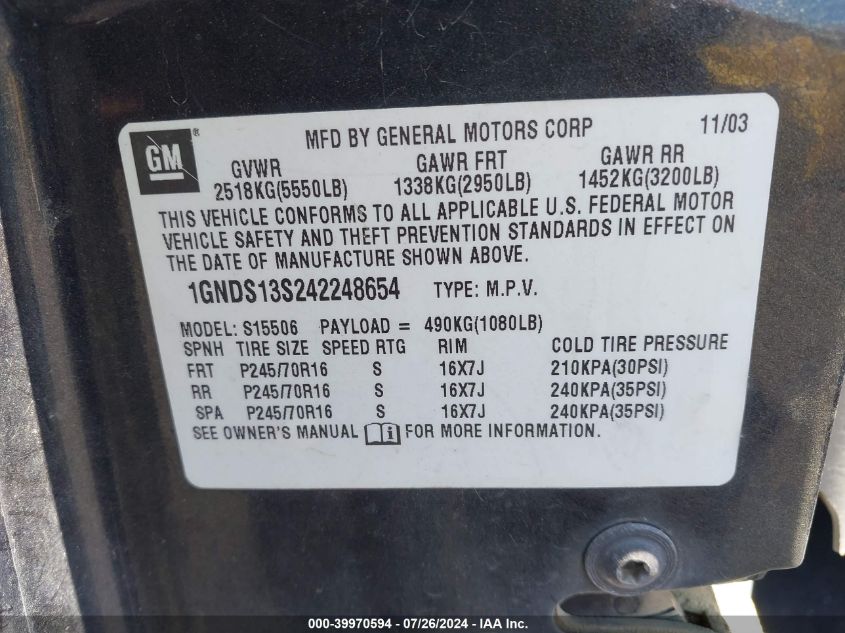 GM ® MFD BY GENERAL MOTORS CORP 11/03
GVWR GAWR FRT GAWR RR
2518KG(5550LB) 1338KG(2950LB) 1452KG(3200LB)
THIS VEHICLE CONFORMS TO ALL APPLICABLE U.S. FEDERAL MOTOR
VEHICLE SAFETY AND THEFT PREVENTION STANDARDS IN EFFECT ON
THE DATE OF MANUFACTURE SHOWN ABOVE.
1GNDS13S242248654 TYPE: M.P.V.
MODEL: S15506 PAYLOAD = 490KG(1080LB)
SPNH TIRE SIZE SPEED RTG RIM COLD TIRE PRESSURE
FRT P245/70R16 S 16X7J 210KPA(30PSI)
RR P245/70R16 S 16X7J 240KPA(35PSI)
SPA P245/70R16 S 16X7J 240KPA(35PSI)
SEE OWNER'S MANUAL i FOR MORE INFORMATION.
000-39970594 - 07/26/2024 - IAA Inc.